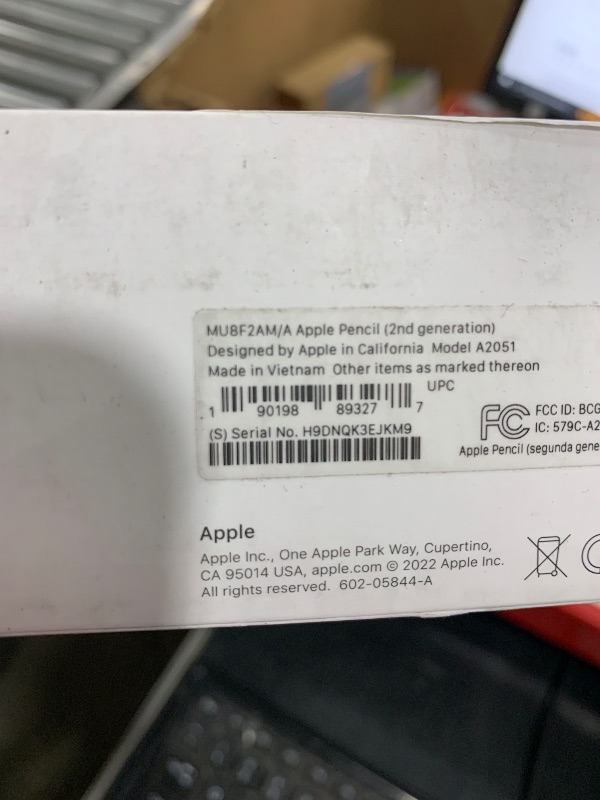 MU8F2AM/A Apple Pencil (2nd generation)
Designed by Apple in California Model A2051
Made in Vietnam Other items as marked thereon
UPC
1 90198 89327 7
(S) Serial No. H9DNQK3EJKM9
FC FCC ID: BCG
IC: 579C-A2
Apple Pencil (segunda gene
Apple
Apple Inc., One Apple Park Way, Cupertino,
CA 95014 USA, apple.com © 2022 Apple Inc.
All rights reserved. 602-05844-A